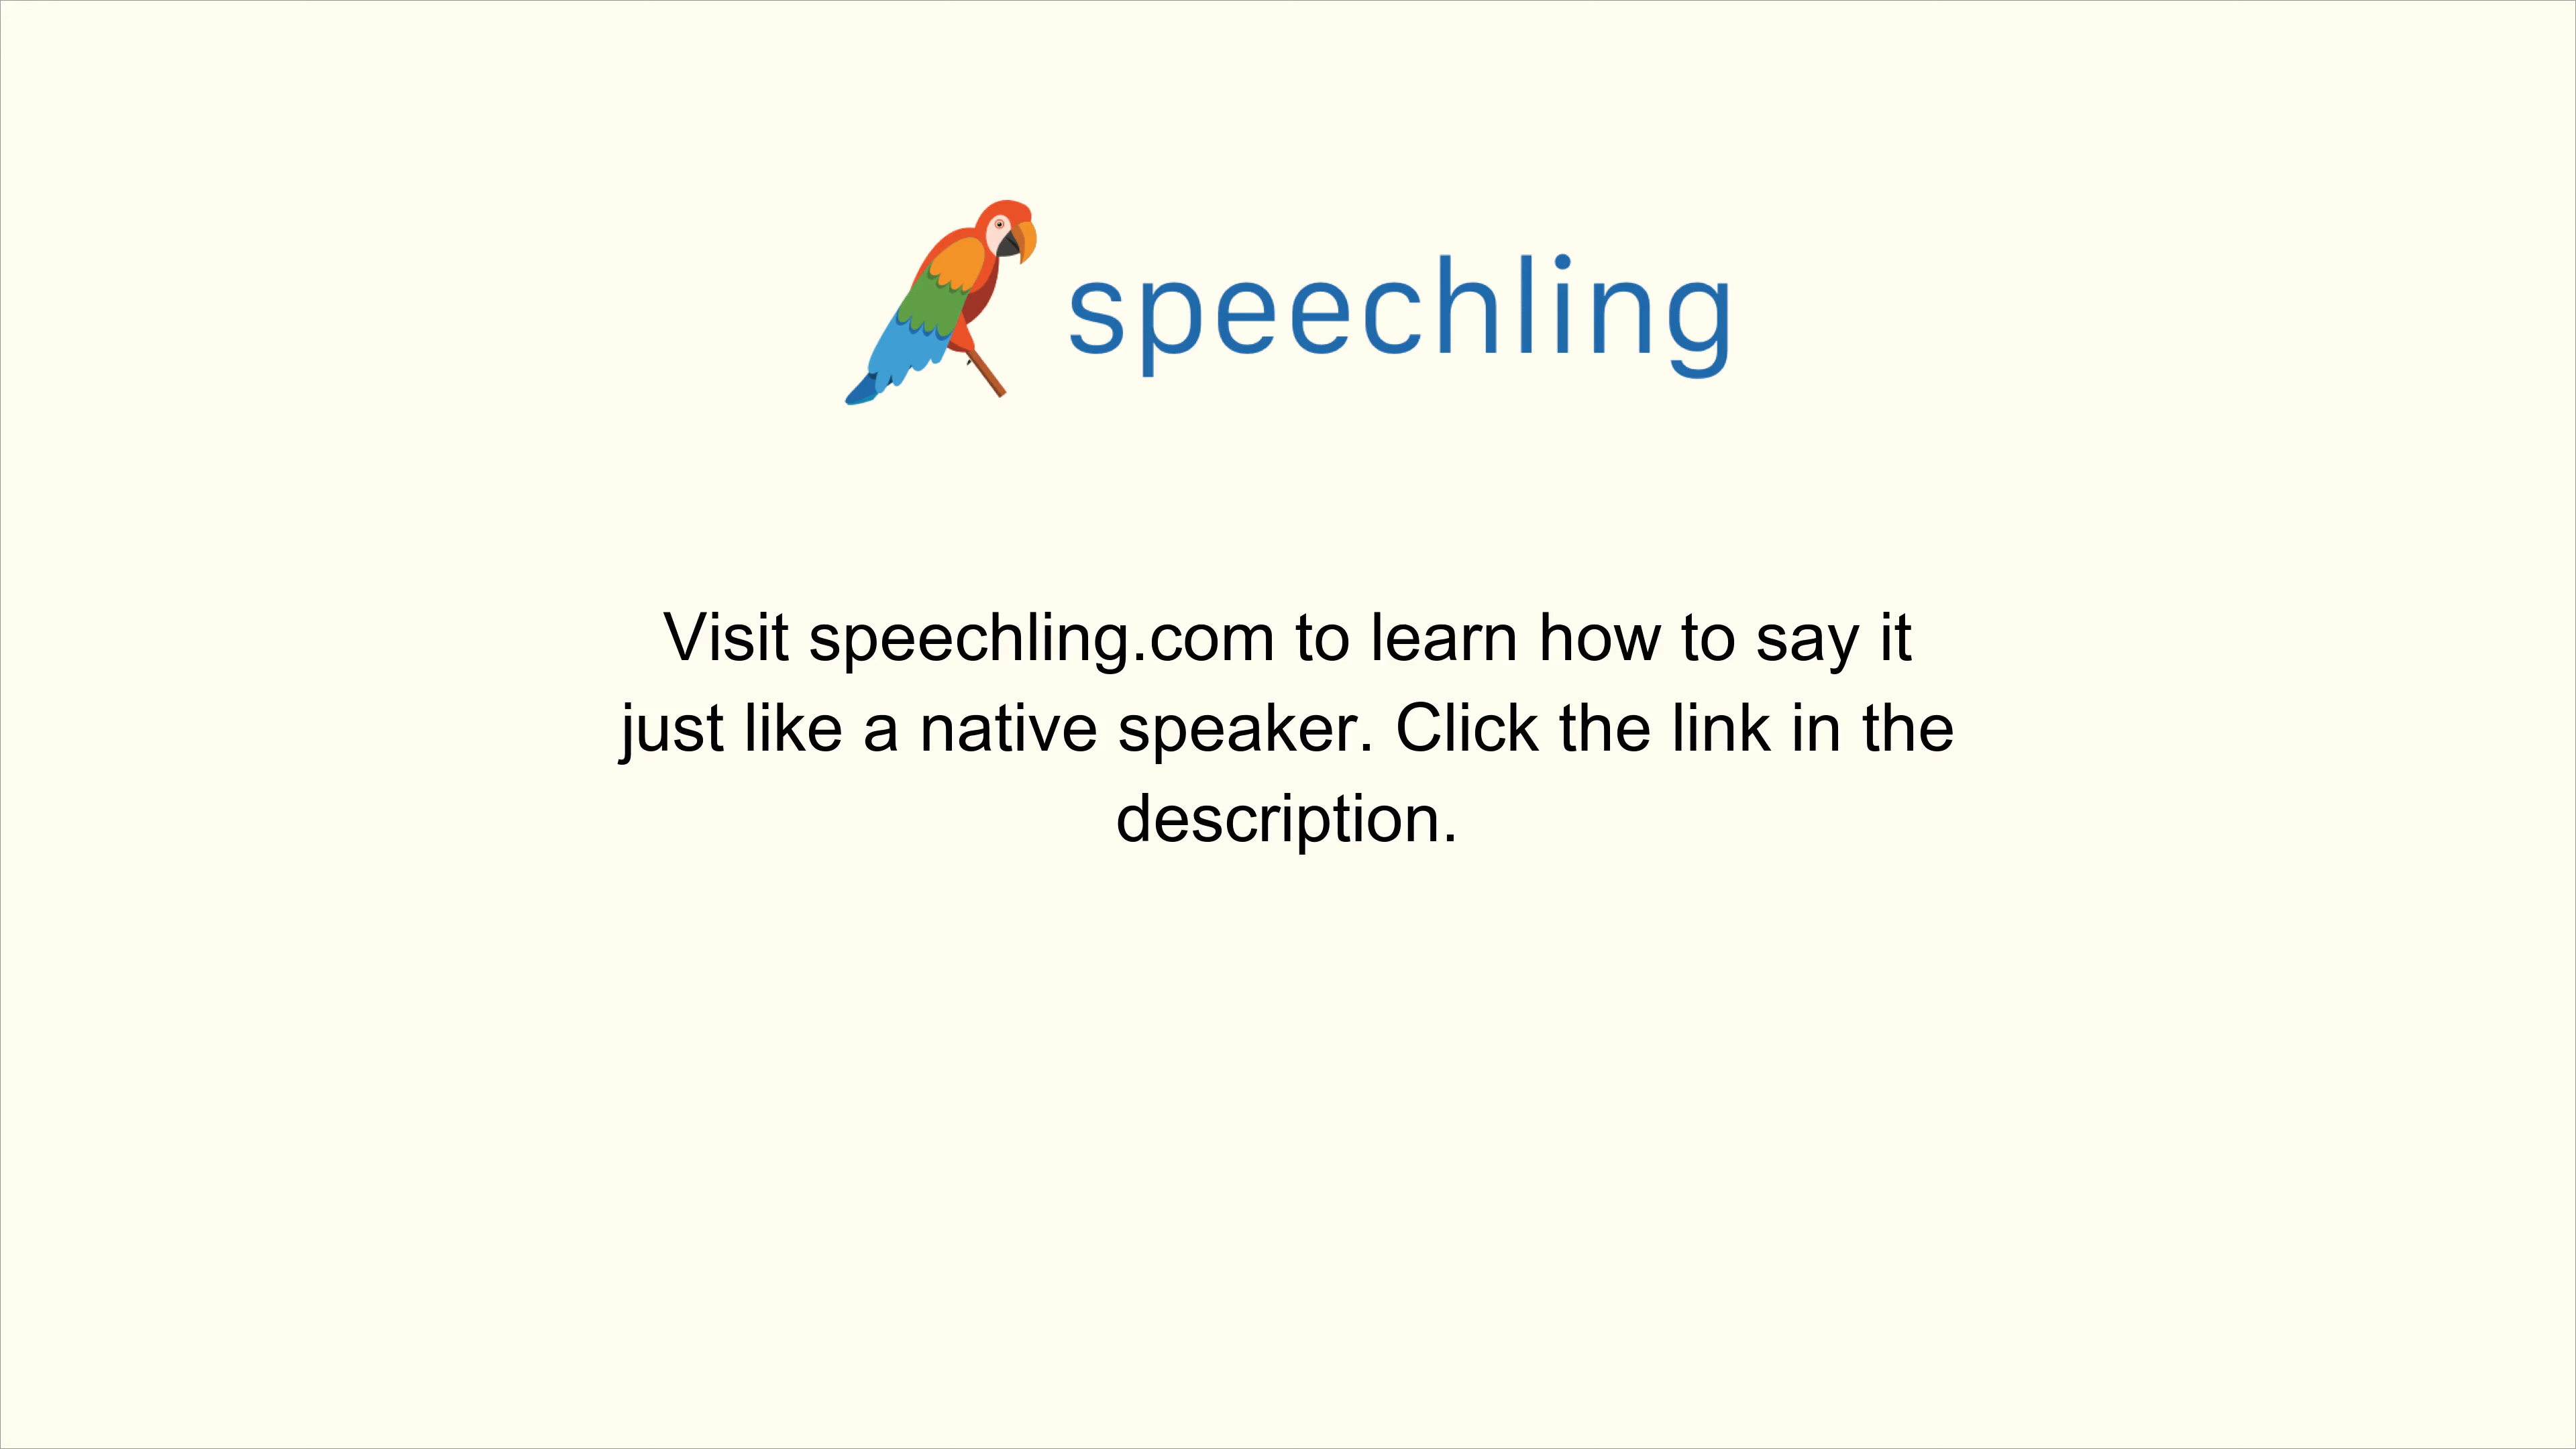 speechling
Visit speechling.com to learn how to say it
just like a native speaker. Click the link in the
description.